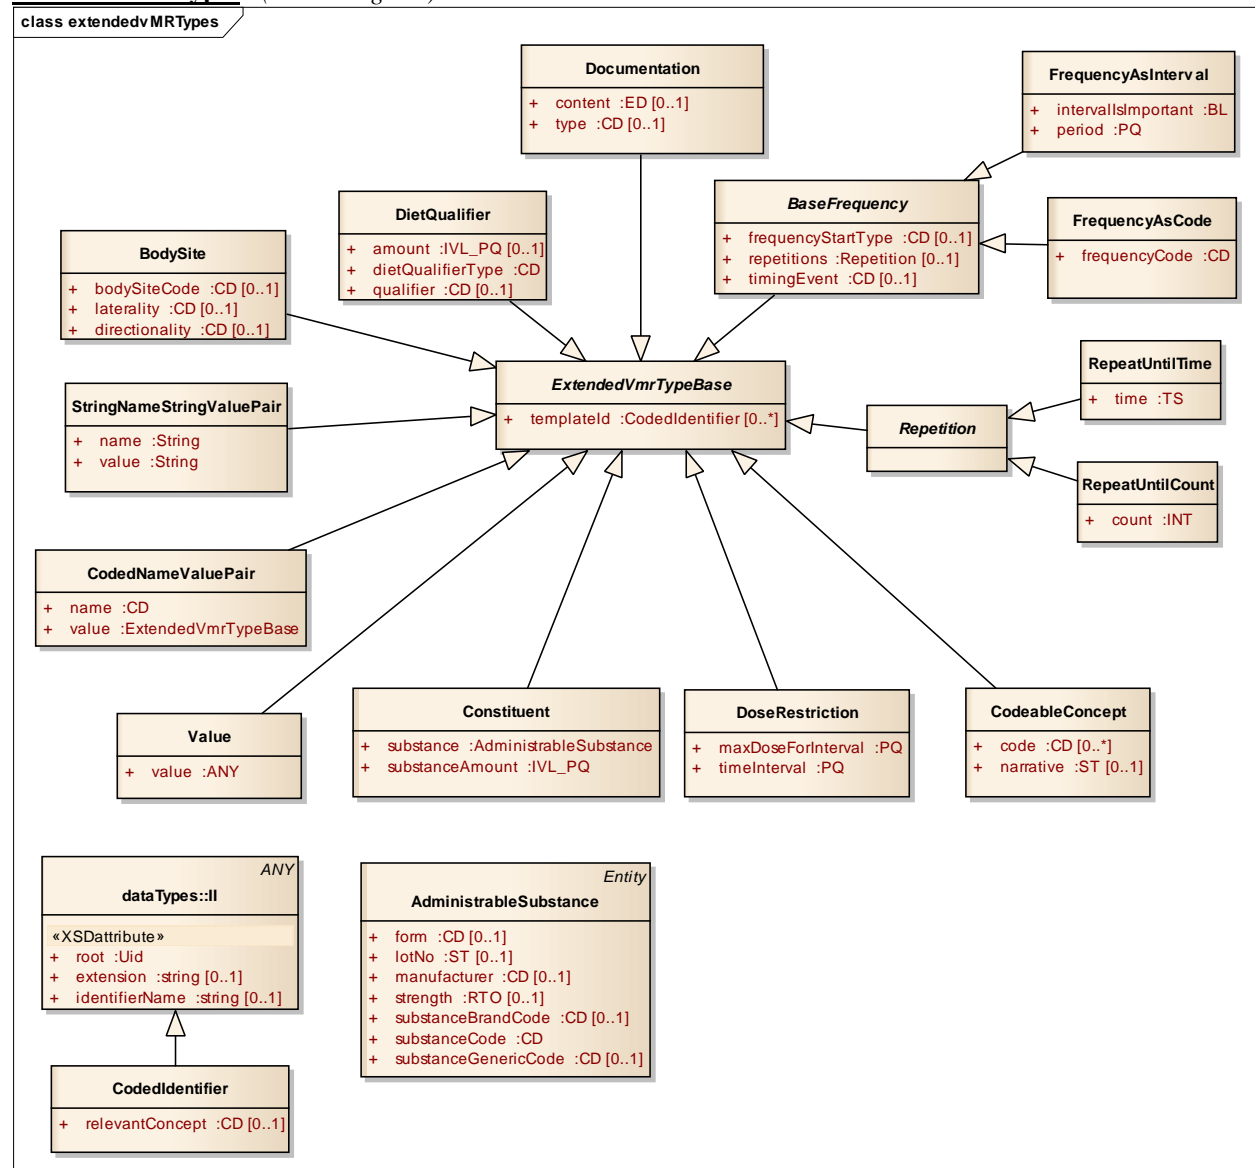 class extendedvMRTypes
Documentation
+ content :ED [0..1]
+ type :CD [0..1]
FrequencyAsInterval
+ intervalIsImportant :BL
+ period :PQ
BaseFrequency
+ frequencyStartType :CD [0..1]
+ repetitions :Repetition [0..1]
+ timingEvent :CD [0..1]
DietQualifier
+ amount :IVL_PQ [0..1]
+ dietQualifierType :CD
+ qualifier :CD [0..1]
FrequencyAsCode
+ frequencyCode :CD
BodySite
+ bodySiteCode :CD [0..1]
+ laterality :CD [0..1]
+ directionality :CD [0..1]
ExtendedVmrTypeBase
+ templateId :CodedIdentifier [0..*]
RepeatUntilTime
+ time :TS
StringNameStringValuePair
+ name :String
+ value :String
Repetition
RepeatUntilCount
+ count :INT
CodedNameValuePair
+ name :CD
+ value :ExtendedVmrTypeBase
Value
+ value :ANY
Constituent
+ substance :AdministrableSubstance
+ substanceAmount :IVL_PQ
DoseRestriction
+ maxDoseForInterval :PQ
+ timeInterval :PQ
CodeableConcept
+ code :CD [0..*]
+ narrative :ST [0..1]
ANY
dataTypes::II
«XSDattribute»
+ root :Uid
+ extension :string [0..1]
+ identifierName :string [0..1]
Entity
AdministrableSubstance
+ form :CD [0..1]
+ lotNo :ST [0..1]
+ manufacturer :CD [0..1]
+ strength :RTO [0..1]
+ substanceBrandCode :CD [0..1]
+ substanceCode :CD
+ substanceGenericCode :CD [0..1]
CodedIdentifier
+ relevantConcept :CD [0..1]